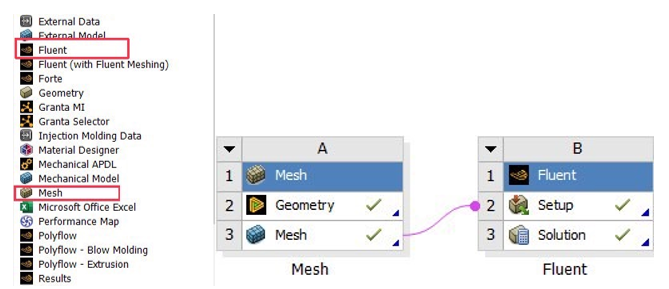 External Data
External Model
Fluent
Fluent (with Fluent Meshing)
Forte
Geometry
Granta MI
Granta Selector
Injection Molding Data
Material Designer
Mechanical APDL
Mechanical Model
Mesh
Microsoft Office Excel
Performance Map
Polyflow
Polyflow - Blow Molding
Polyflow - Extrusion
Results
A
1 Mesh
2 Geometry
3 Mesh
Mesh
B
1 Fluent
2 Setup
3 Solution
Fluent